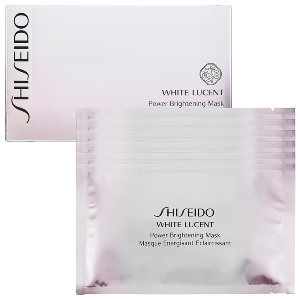 SHISEIDO
WHITE LUCENT
Power Brightening Mask
SHISEIDO
WHITE LUCENT
Power Brightening Mask
Masque Energisant Eclaircissant